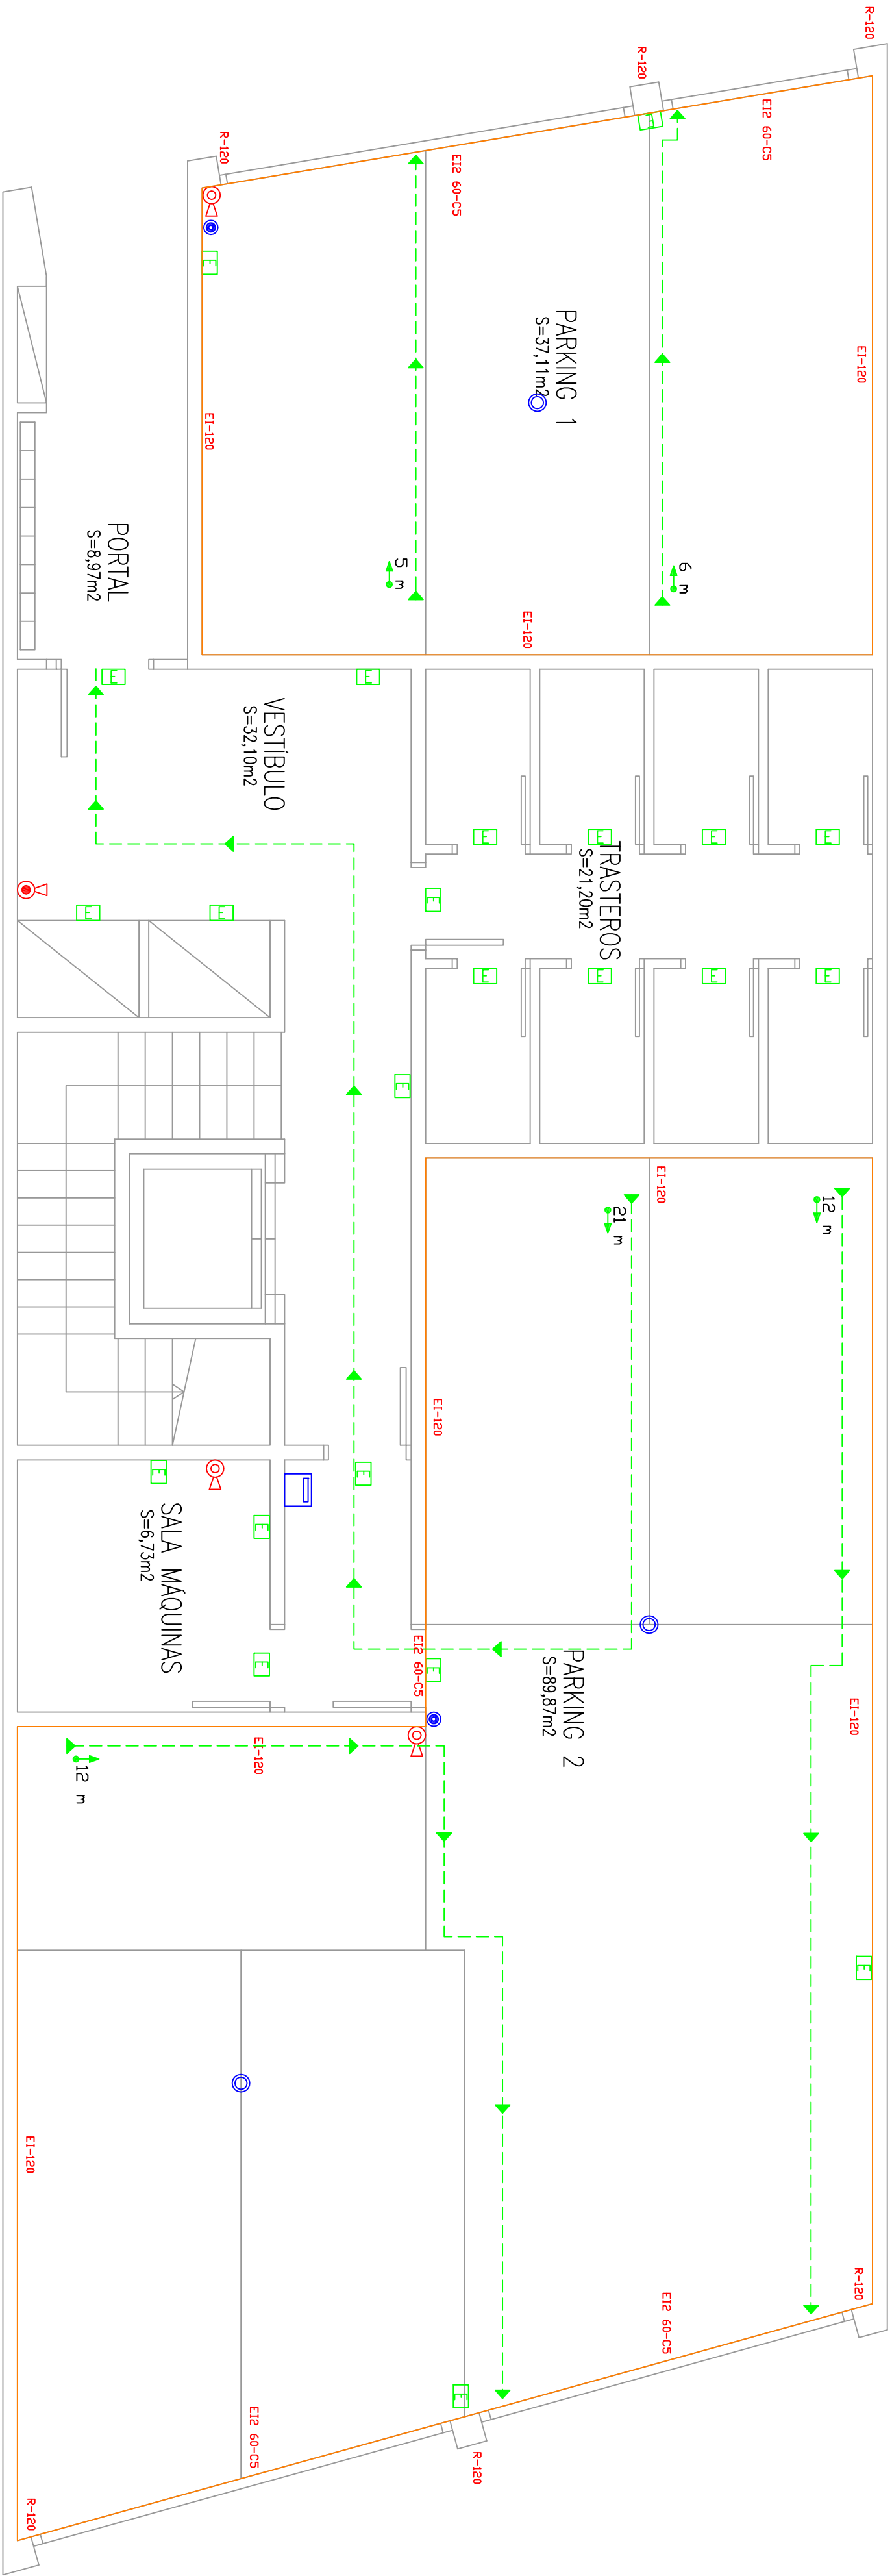 R-120
R-120
EI2 60-C5
E
R-120
EI2 60-C5
E
EI-120
PARKING 1
S=37,11m2
EI-120
6 m
5 m
PORTAL
S=8,97m2
EI-120
E
E
VESTÍBULO
S=32,10m2
E
E
E
E
TRASTEROS
S=21,20m2
E
E
E
E
E
E
E
E
EI-120
12 m
21 m
EI-120
E
E
SALA MÁQUINAS
S=6,73m2
E
E
EI2 60-C5
E
PARKING 2
S=89,87m2
EI-120
EI-120
12 m
E
EI-120
R-120
EI2 60-C5
E
EI2 60-C5
R-120
R-120